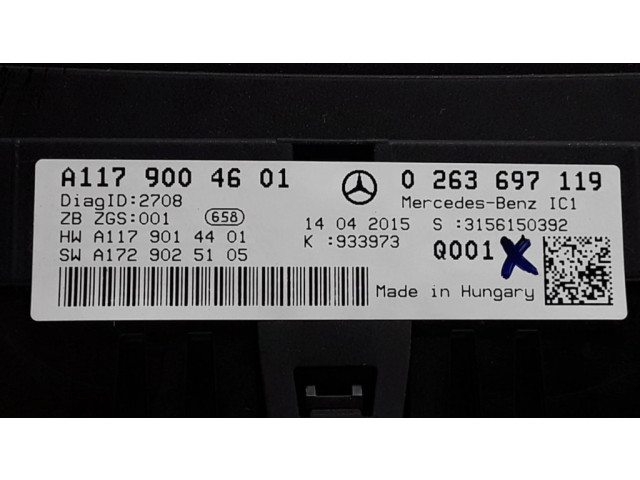 A117 900 46 01 0 263 697 119
DiagID:2708 Mercedes-Benz IC1
ZB ZGS:001 658 14 04 2015 S :3156150392
HW A117 901 44 01 K :933973 Q001 X
SW A172 902 51 05
Made in Hungary